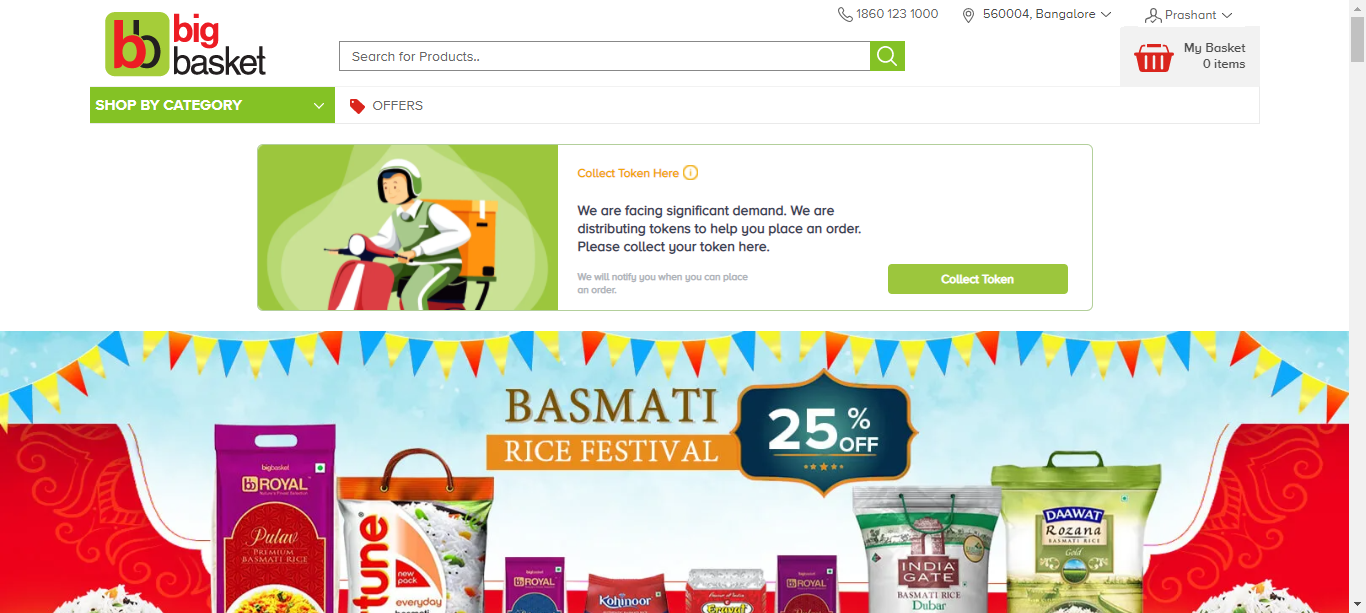 1860 123 1000
560004, Bangalore
Prashant
bb
big
basket
Search for Products..
My Basket
0 items
SHOP BY CATEGORY
OFFERS
Collect Token Here
We are facing significant demand. We are
distributing tokens to help you place an order.
Please collect your token here.
We will notify you when you can place
an order.
Collect Token
BASMATI
RICE FESTIVAL
25% OFF
bigbasket
bb ROYAL
Pulav
PREMIUM
BASMATI RICE
tune
new
pack
everyday
bb ROYAL
Kohinoor
bb ROYAL
INDIA
GATE
BASMATI RICE
Dubar
DAAWAT
Rozana
BASMATI RICE
Gold